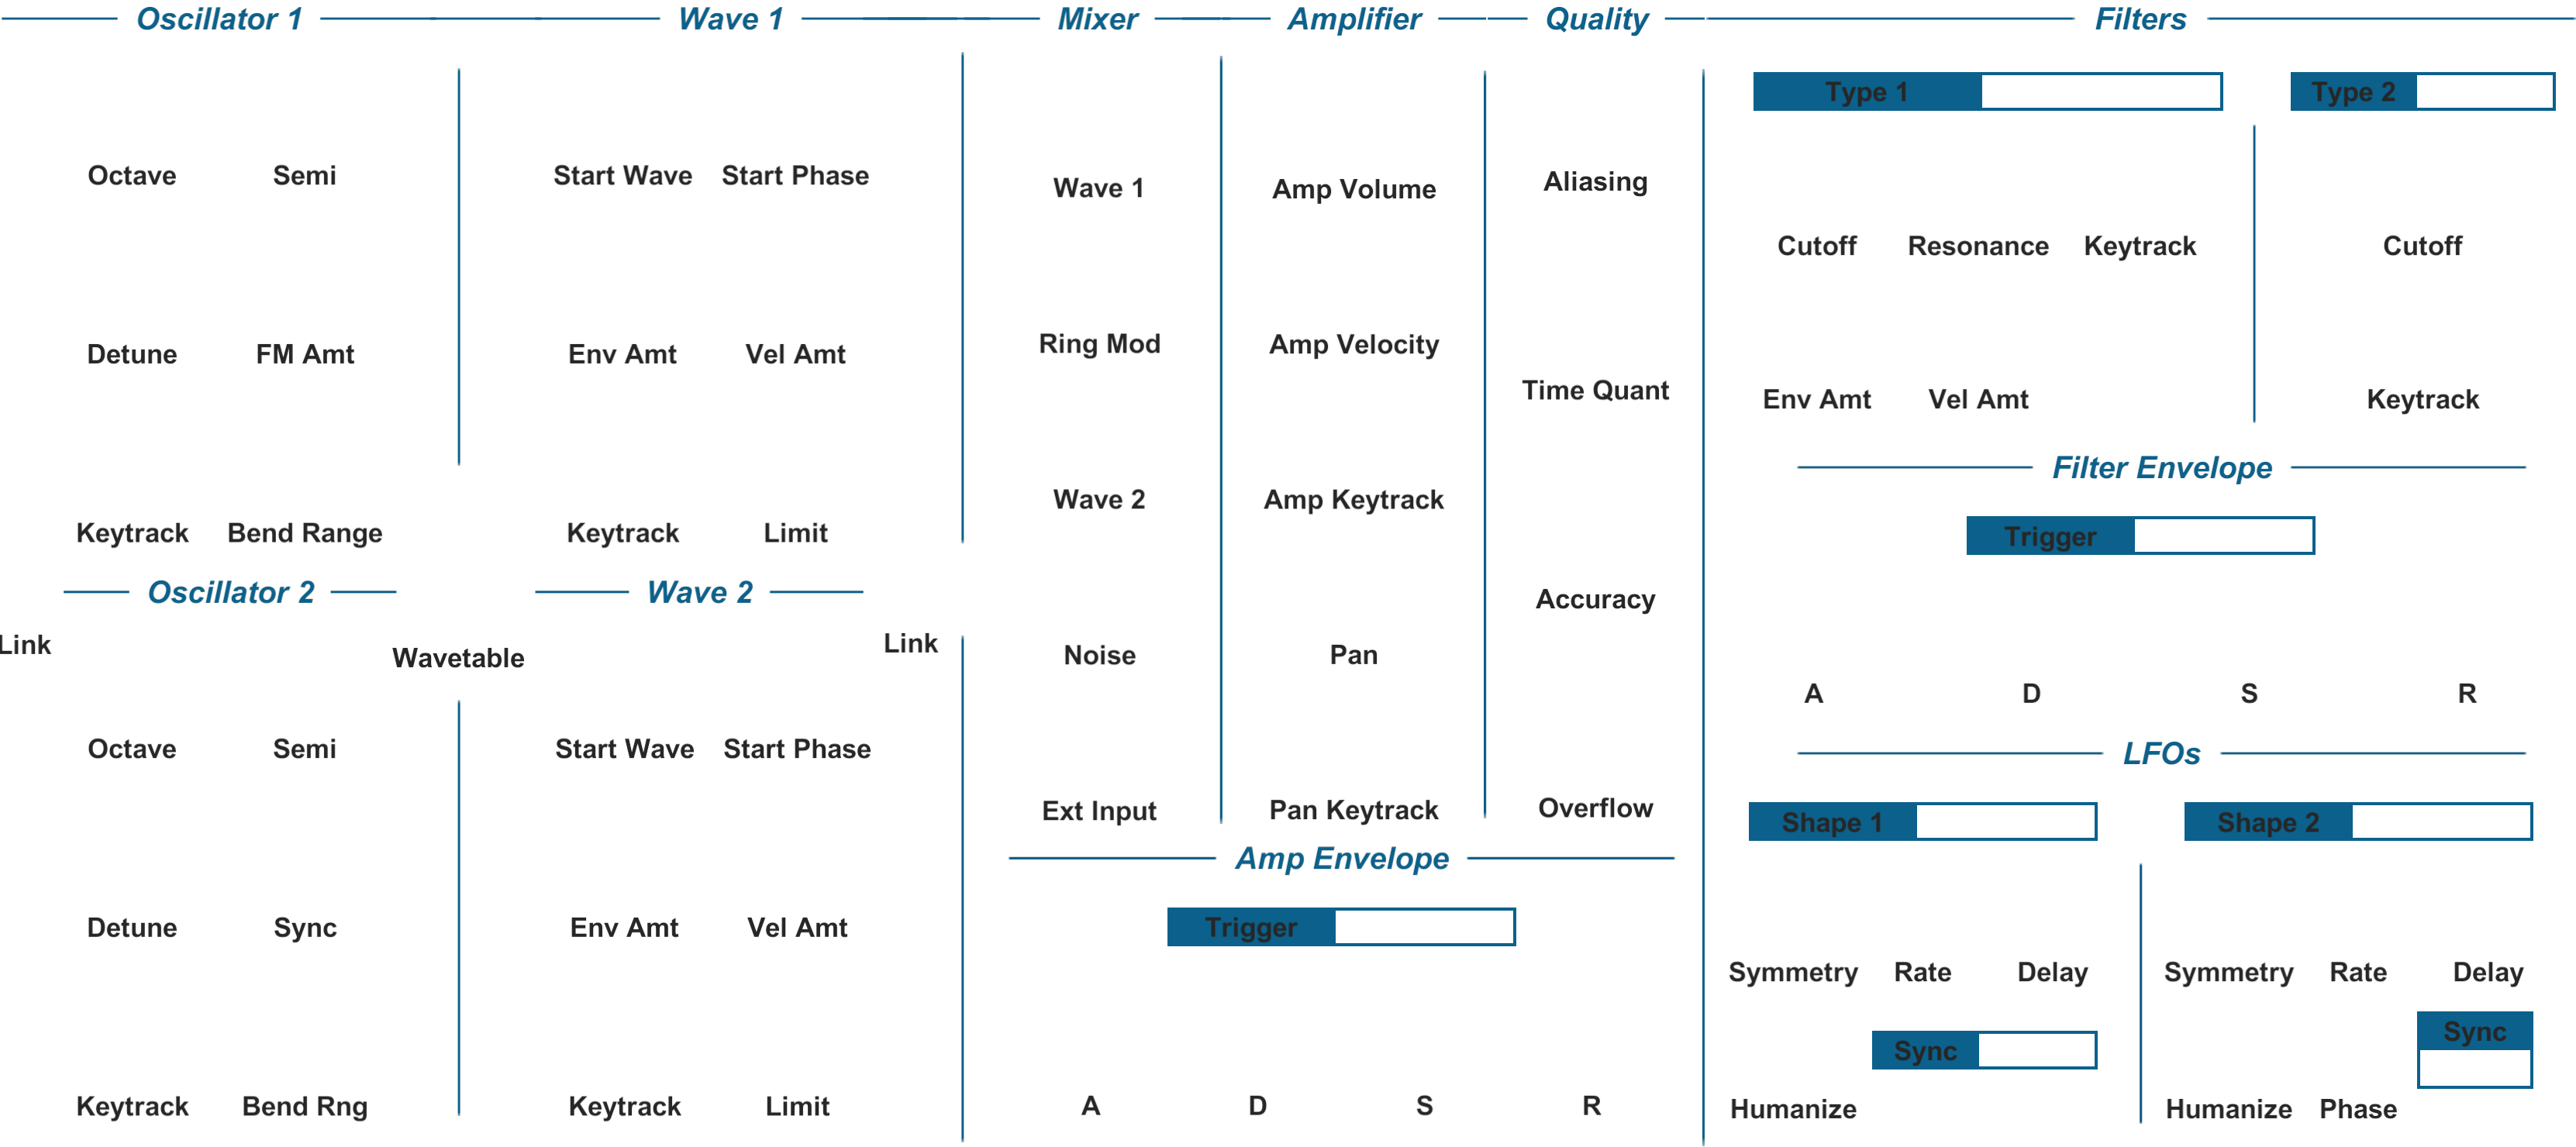 Oscillator 1 Wave 1 Mixer Amplifier Quality Filters
Type 1 Type 2
Octave Semi Start Wave Start Phase Wave 1 Amp Volume Aliasing
Cutoff Resonance Keytrack Cutoff
Detune FM Amt Env Amt Vel Amt Ring Mod Amp Velocity
Time Quant Env Amt Vel Amt Keytrack
Filter Envelope
Keytrack Bend Range Keytrack Limit Wave 2 Amp Keytrack Trigger
Oscillator 2 Wave 2 Accuracy
Link Wavetable Link Noise Pan
A D S R
Octave Semi Start Wave Start Phase LFOs
Ext Input Pan Keytrack Overflow Shape 1 Shape 2
Amp Envelope
Detune Sync Env Amt Vel Amt Trigger
Symmetry Rate Delay Symmetry Rate Delay
Sync Sync
Keytrack Bend Rng Keytrack Limit A D S R Humanize Humanize Phase